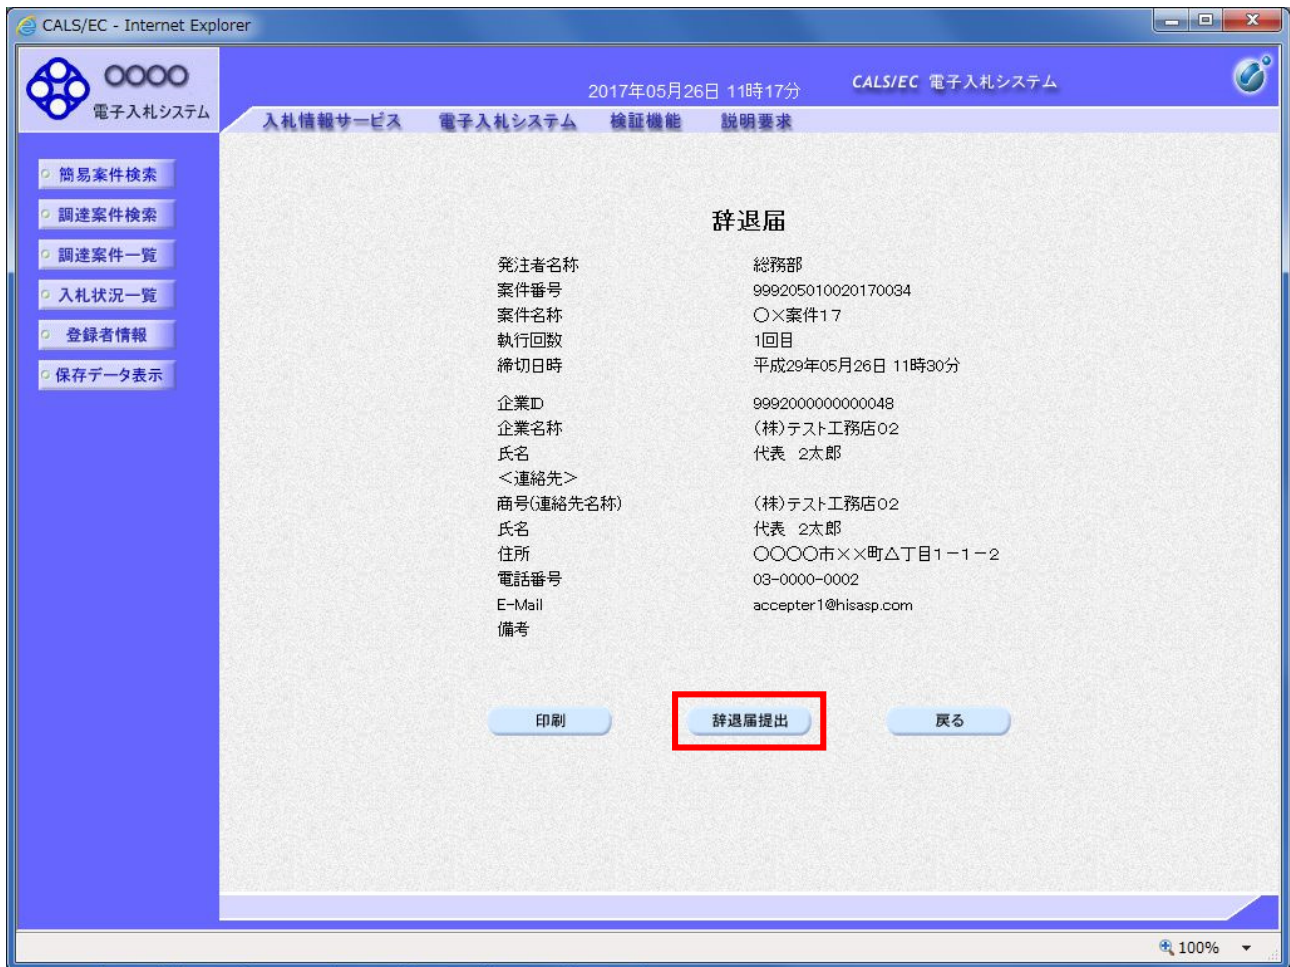 CALS/EC - Internet Explorer
〇〇〇〇
電子入札システム
2017年05月26日 11時17分
CALS/EC 電子入札システム
入札情報サービス 電子入札システム 検証機能 説明要求
簡易案件検索
調達案件検索
調達案件一覧
入札状況一覧
登録者情報
保存データ表示
辞退届
発注者名称 総務部
案件番号 999205010020170034
案件名称 〇×案件17
執行回数 1回目
締切日時 平成29年05月26日 11時30分
企業ID 9992000000000048
企業名称 (株)テスト工務店02
氏名 代表 2太郎
<連絡先>
商号(連絡先名称) (株)テスト工務店02
氏名 代表 2太郎
住所 〇〇〇〇市××町△丁目1-1-2
電話番号 03-0000-0002
E-Mail accepter1@hisasp.com
備考
印刷 辞退届提出 戻る
100%